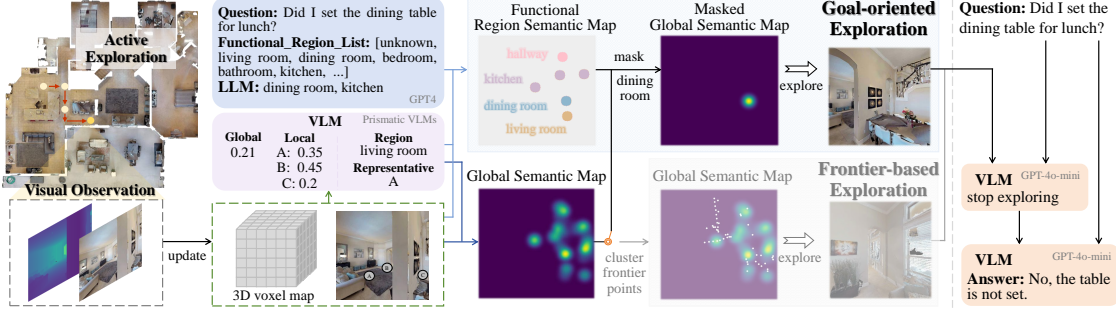 Active
Exploration
Visual Observation
update
Question: Did I set the dining table
for lunch?
Functional_Region_List: [unknown,
living room, dining room, bedroom,
bathroom, kitchen, ...]
LLM: dining room, kitchen
GPT4
VLM
Prismatic VLMs
Global
0.21
Local
A: 0.35
B: 0.45
C: 0.2
Region
living room
Representative
A
3D voxel map
A
B
C
Functional
Region Semantic Map
hallway
kitchen
dining room
living room
mask
dining
room
Masked
Global Semantic Map
explore
Goal-oriented
Exploration
Global Semantic Map
cluster
frontier
points
Global Semantic Map
explore
Frontier-based
Exploration
Question: Did I set the
dining table for lunch?
VLM GPT-4o-mini
stop exploring
VLM GPT-4o-mini
Answer: No, the table
is not set.